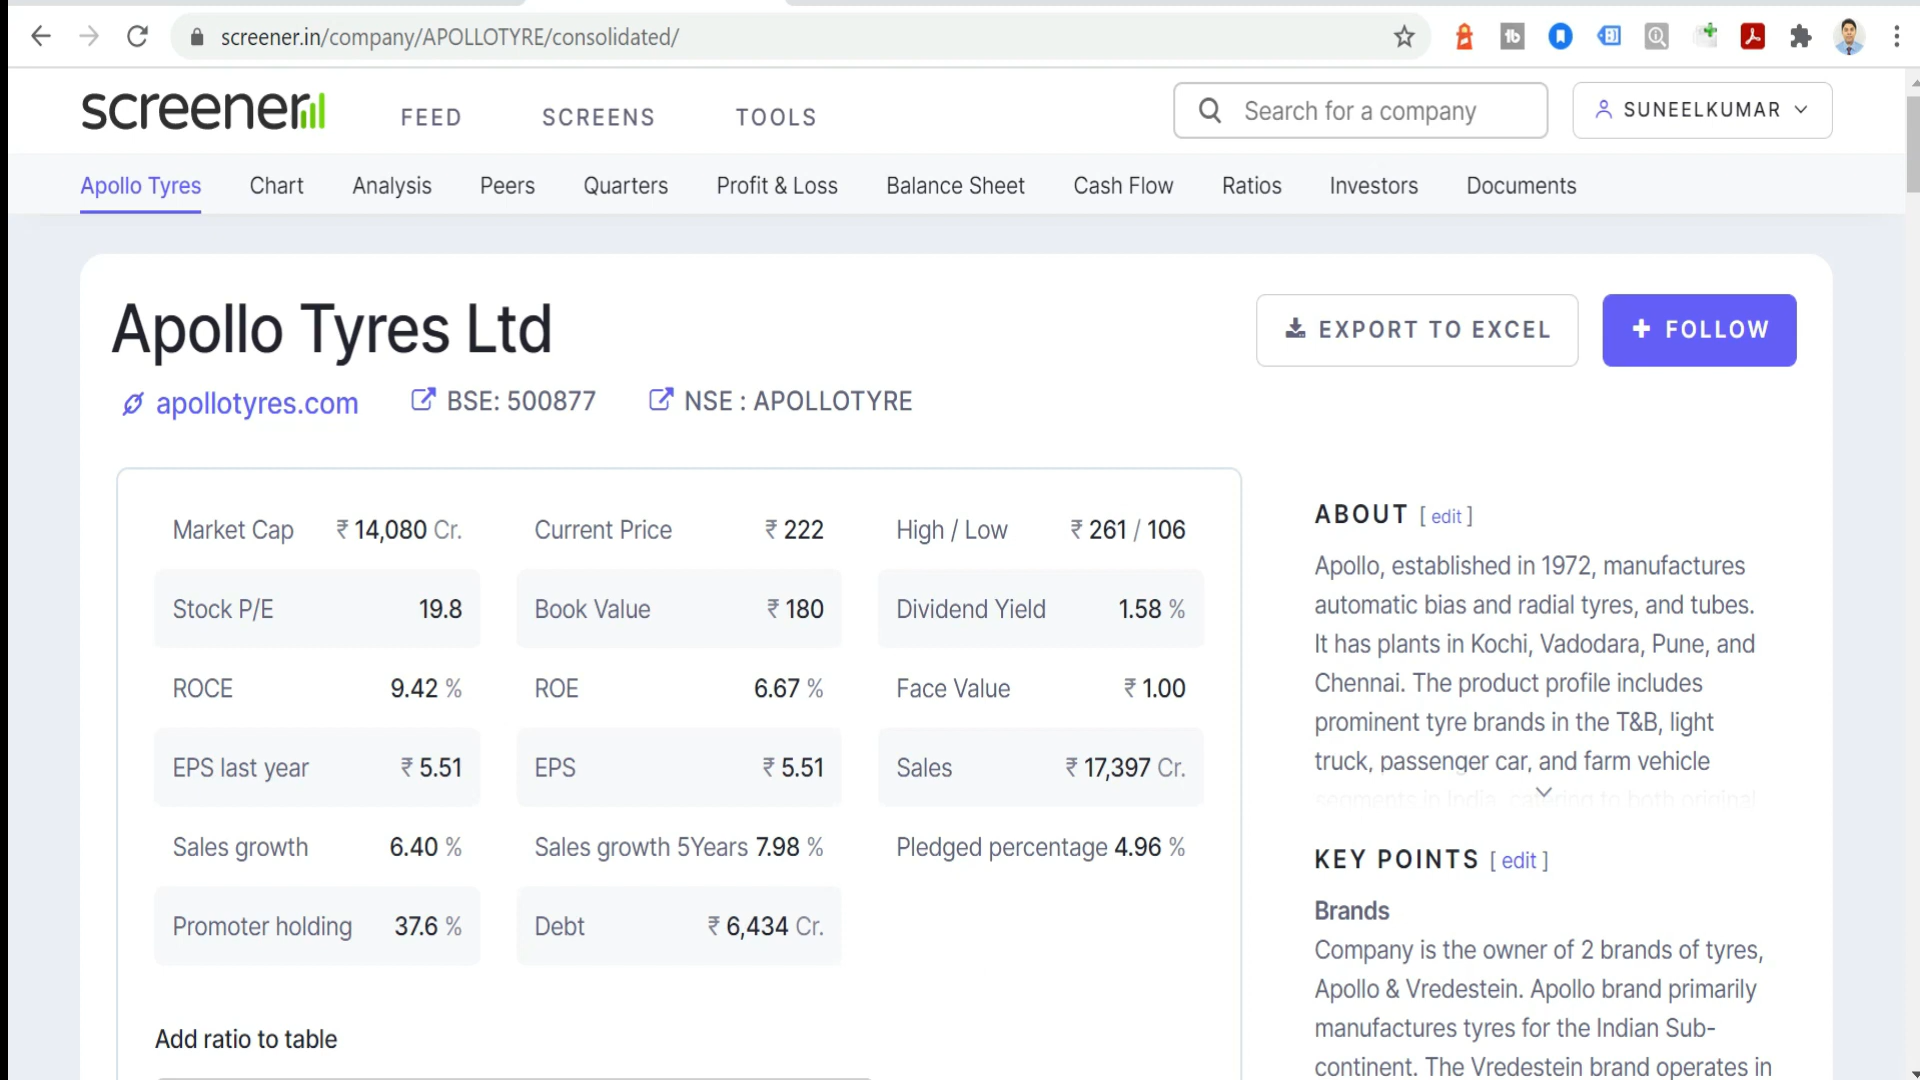 screener.in/company/APOLLOTYRE/consolidated/
screener FEED SCREENS TOOLS Search for a company SUNEELKUMAR
Apollo Tyres Chart Analysis Peers Quarters Profit & Loss Balance Sheet Cash Flow Ratios Investors Documents
Apollo Tyres Ltd
EXPORT TO EXCEL + FOLLOW
apollotyres.com BSE: 500877 NSE : APOLLOTYRE
Market Cap ₹ 14,080 Cr. Current Price ₹ 222 High / Low ₹ 261 / 106
Stock P/E 19.8 Book Value ₹ 180 Dividend Yield 1.58 %
ROCE 9.42 % ROE 6.67 % Face Value ₹ 1.00
EPS last year ₹ 5.51 EPS ₹ 5.51 Sales ₹ 17,397 Cr.
Sales growth 6.40 % Sales growth 5Years 7.98 % Pledged percentage 4.96 %
Promoter holding 37.6 % Debt ₹ 6,434 Cr.
Add ratio to table
ABOUT [ edit ]
Apollo, established in 1972, manufactures
automatic bias and radial tyres, and tubes.
It has plants in Kochi, Vadodara, Pune, and
Chennai. The product profile includes
prominent tyre brands in the T&B, light
truck, passenger car, and farm vehicle
segments in India, catering to both original
KEY POINTS [ edit ]
Brands
Company is the owner of 2 brands of tyres,
Apollo & Vredestein. Apollo brand primarily
manufactures tyres for the Indian Sub-
continent. The Vredestein brand operates in